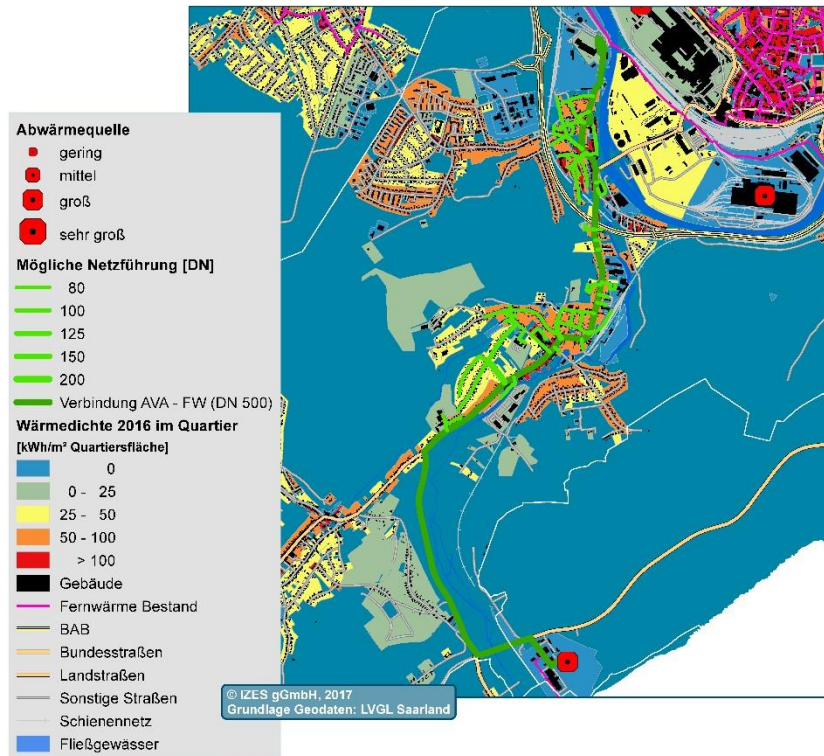 Abwärmequelle
gering
mittel
groß
sehr groß
Mögliche Netzführung [DN]
80
100
125
150
200
Verbindung AVA - FW (DN 500)
Wärmedichte 2016 im Quartier
[kWh/m² Quartiersfläche]
0
0 - 25
25 - 50
50 - 100
> 100
Gebäude
Fernwärme Bestand
BAB
Bundesstraßen
Landstraßen
Sonstige Straßen
Schienennetz
Fließgewässer
© IZES gGmbH, 2017
Grundlage Geodaten: LVGL Saarland